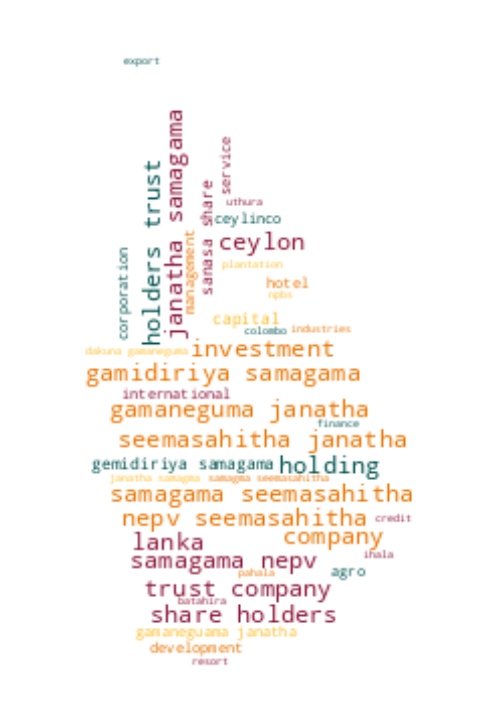 export
janatha samagama
holders trust
service
sanasa share
uthura
ceylinco
ceylon
management
corporation
plantation
hotel
npbs
capital
colombo
industries
dakuna gamaneguma
investment
gamidiriya samagama
international
gamaneguma janatha
finance
seemasahitha janatha
gemidiriya samagama
holding
janatha samagma
samagma seemasahitha
samagama seemasahitha
nepv seemasahitha
credit
company
lanka
ihala
samagama nepv
pahala
agro
trust company
batahira
share holders
gamaneguama janatha
development
resort